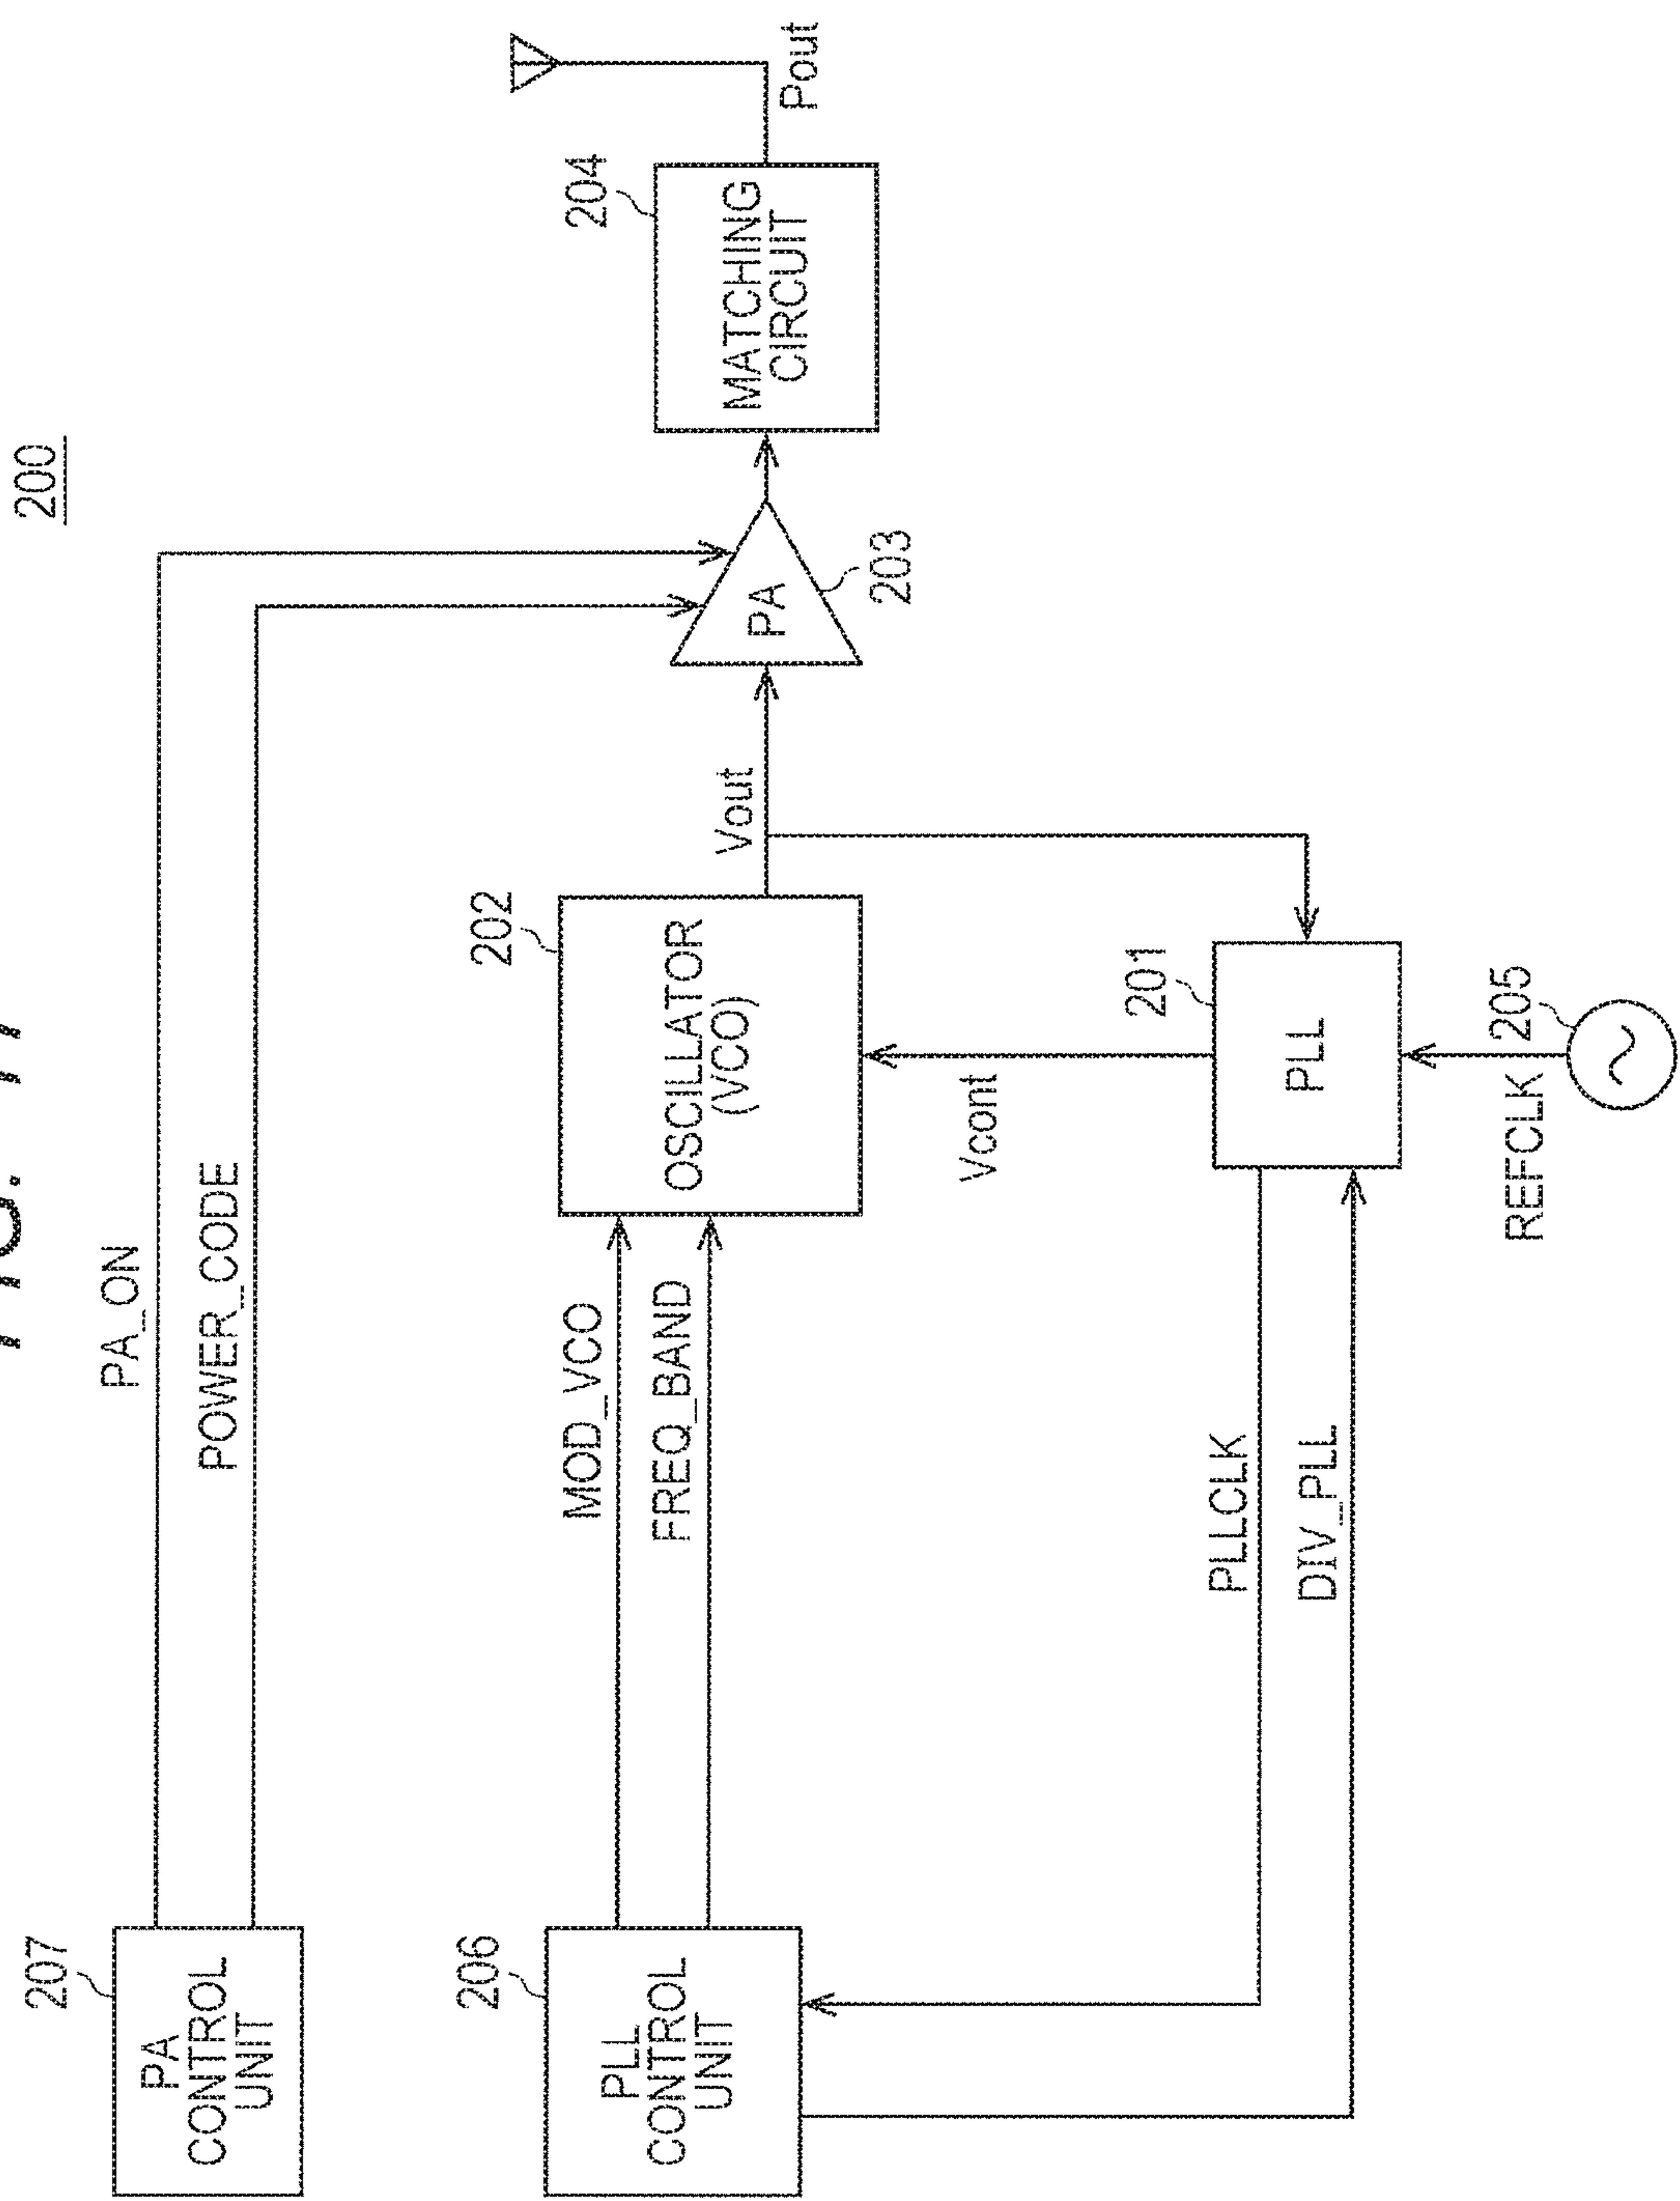 200
PA_ON
POWER_CODE
207
PA
CONTROL
UNIT
206
PLL
CONTROL
UNIT
MOD_VCO
FREQ_BAND
202
OSCILLATOR
(VCO)
Vout
PA
203
204
MATCHING
CIRCUIT
Pout
Vcont
PLLCLK
DIV_PLL
201
PLL
REFCLK
205